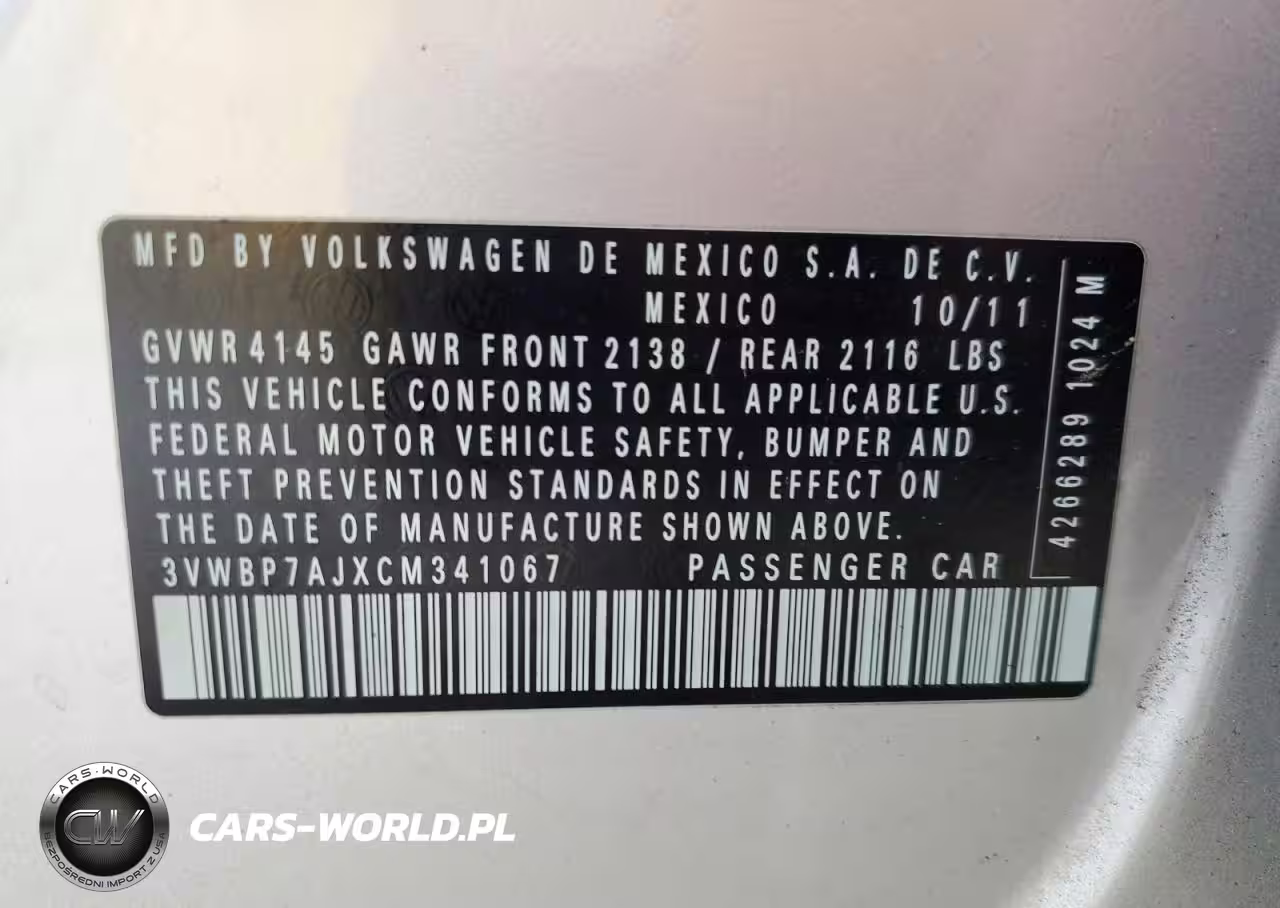 MFD BY VOLKSWAGEN DE MEXICO S.A. DE C.V.
MEXICO 10/11
GVWR 4145 GAWR FRONT 2138 / REAR 2116 LBS
THIS VEHICLE CONFORMS TO ALL APPLICABLE U.S.
FEDERAL MOTOR VEHICLE SAFETY, BUMPER AND
THEFT PREVENTION STANDARDS IN EFFECT ON
THE DATE OF MANUFACTURE SHOWN ABOVE.
3VWBP7AJXCM341067 PASSENGER CAR
4266289 1024 M
CARS-WORLD
CW
BEZPOŚREDNI IMPORT Z USA
CARS-WORLD.PL